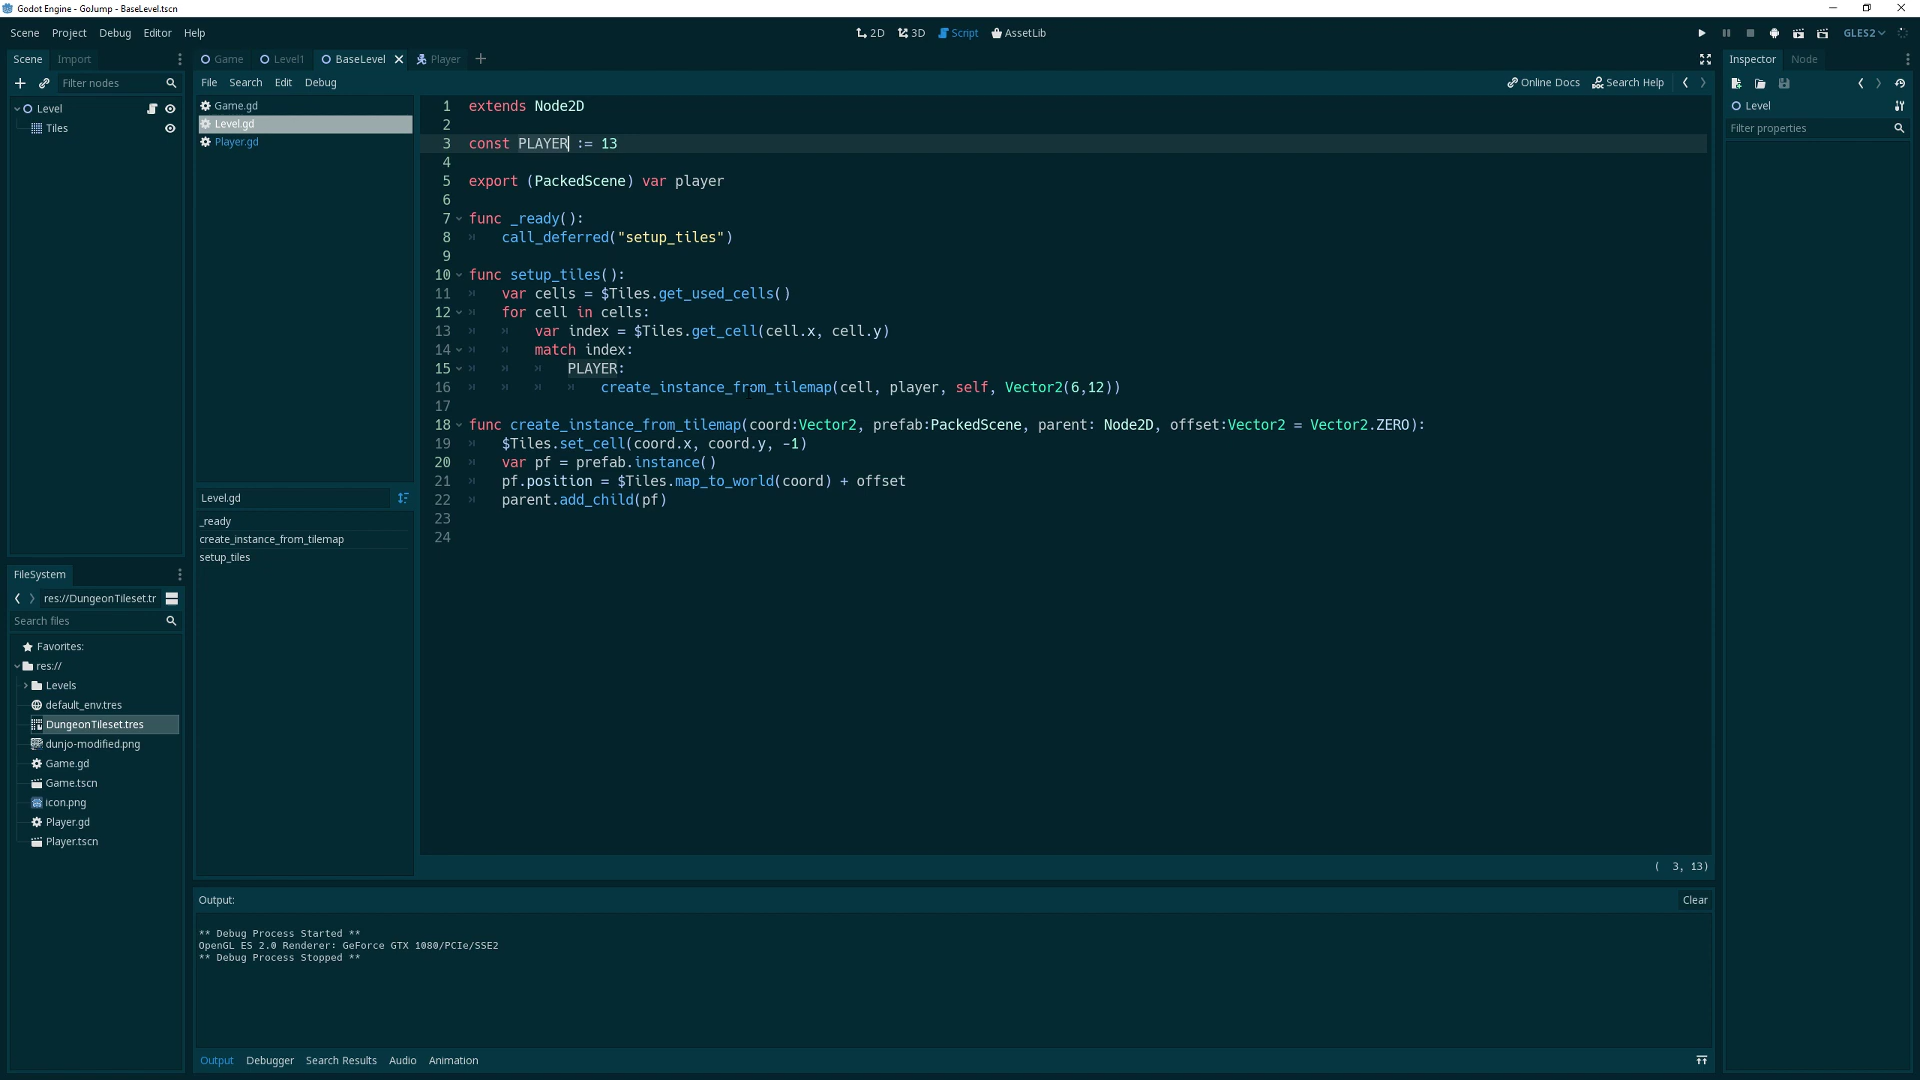 Godot Engine - GoJump - BaseLevel.tscn
Scene Project Debug Editor Help
2D 3D Script AssetLib
GLES2
Scene Import
Filter nodes
Level
Tiles
Game Level1 BaseLevel Player
File Search Edit Debug
Online Docs Search Help
Game.gd
Level.gd
Player.gd
Level.gd
_ready
create_instance_from_tilemap
setup_tiles
1 extends Node2D
2
3 const PLAYER := 13
4
5 export (PackedScene) var player
6
7 func _ready():
8 call_deferred("setup_tiles")
9
10 func setup_tiles():
11 var cells = $Tiles.get_used_cells()
12 for cell in cells:
13 var index = $Tiles.get_cell(cell.x, cell.y)
14 match index:
15 PLAYER:
16 create_instance_from_tilemap(cell, player, self, Vector2(6,12))
17
18 func create_instance_from_tilemap(coord:Vector2, prefab:PackedScene, parent: Node2D, offset:Vector2 = Vector2.ZERO):
19 $Tiles.set_cell(coord.x, coord.y, -1)
20 var pf = prefab.instance()
21 pf.position = $Tiles.map_to_world(coord) + offset
22 parent.add_child(pf)
23
24
( 3, 13)
FileSystem
res://DungeonTileset.tr
Search files
Favorites:
res://
Levels
default_env.tres
DungeonTileset.tres
dunjo-modified.png
Game.gd
Game.tscn
icon.png
Player.gd
Player.tscn
Output:
Clear
** Debug Process Started **
OpenGL ES 2.0 Renderer: GeForce GTX 1080/PCIe/SSE2
** Debug Process Stopped **
Output Debugger Search Results Audio Animation
Inspector Node
Level
Filter properties